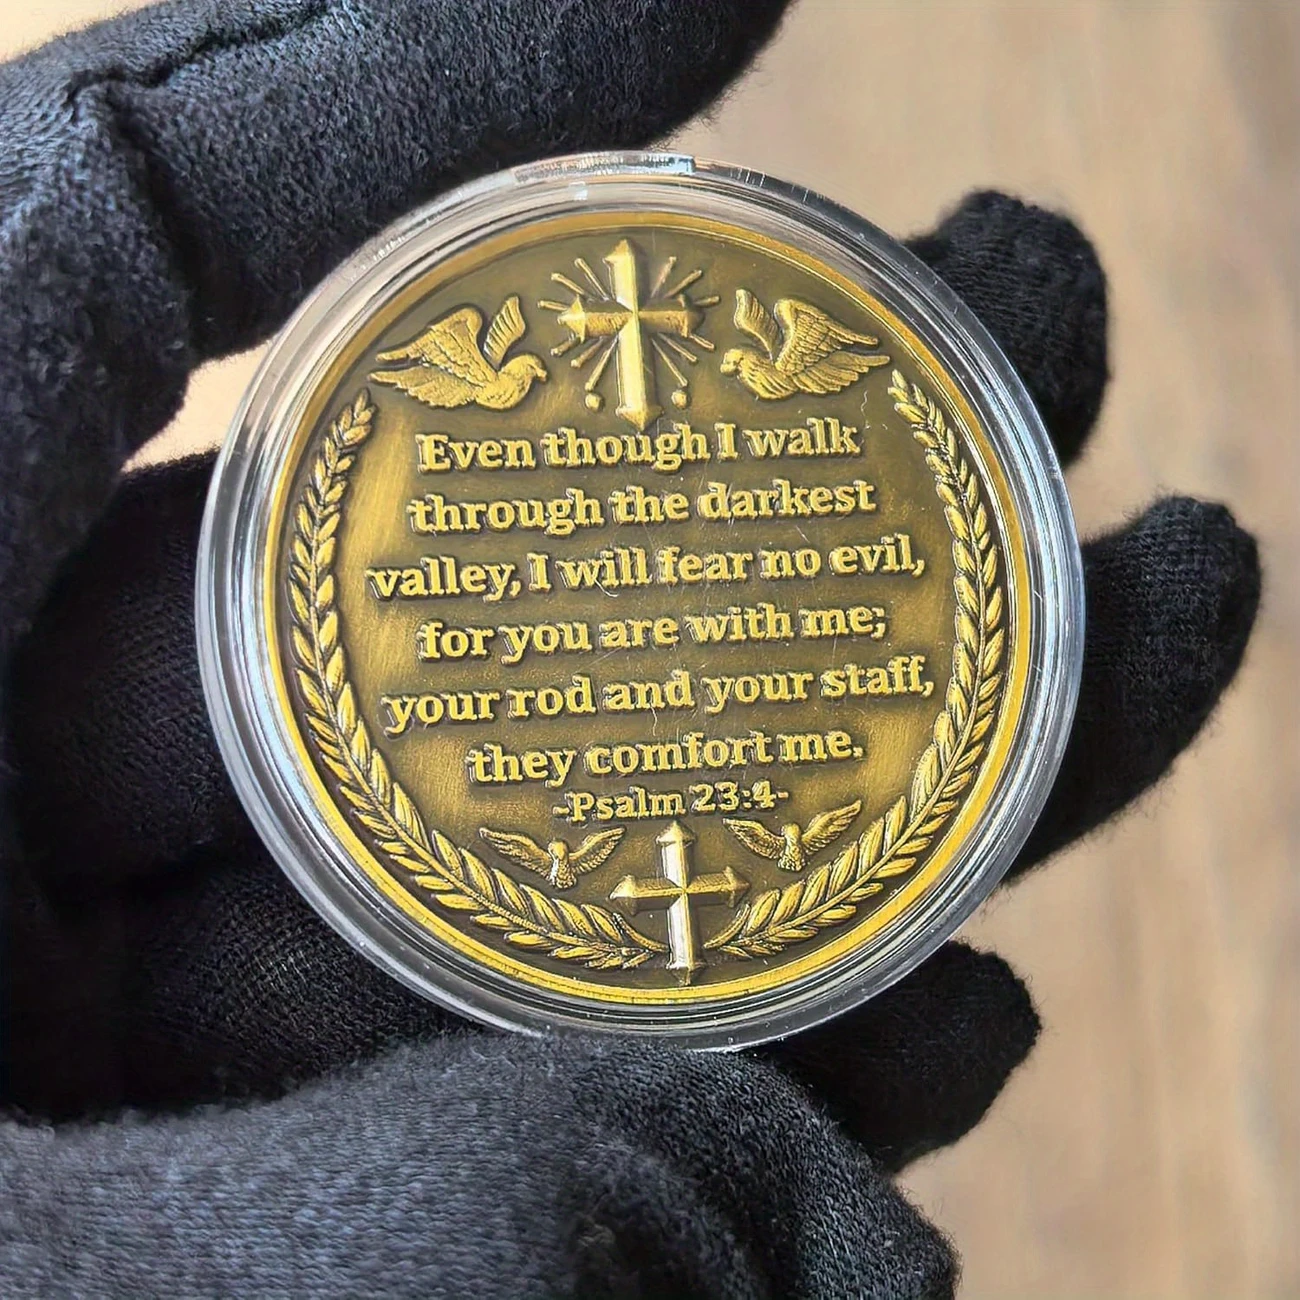 Even though I walk
through the darkest
valley, I will fear no evil,
for you are with me;
your rod and your staff,
they comfort me.
-Psalm 23:4-